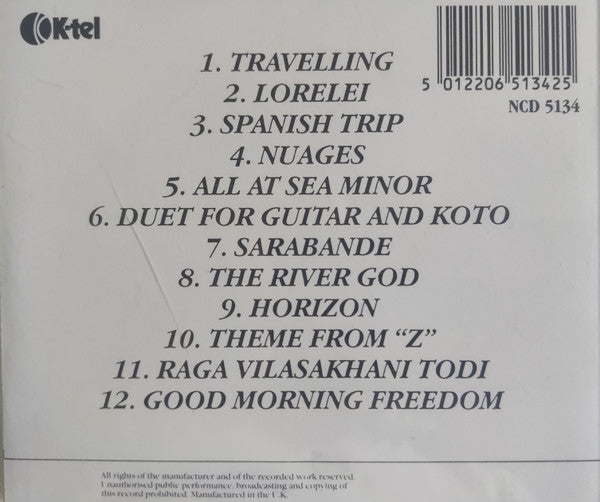 K-tel
5 012206 513425
NCD 5134
1. TRAVELLING
2. LORELEI
3. SPANISH TRIP
4. NUAGES
5. ALL AT SEA MINOR
6. DUET FOR GUITAR AND KOTO
7. SARABANDE
8. THE RIVER GOD
9. HORIZON
10. THEME FROM “Z”
11. RAGA VILASAKHANI TODI
12. GOOD MORNING FREEDOM
All rights of the manufacturer and of the recorded work reserved.
Unauthorised public performance, broadcasting and copying of
this record prohibited. Manufactured in the U.K.